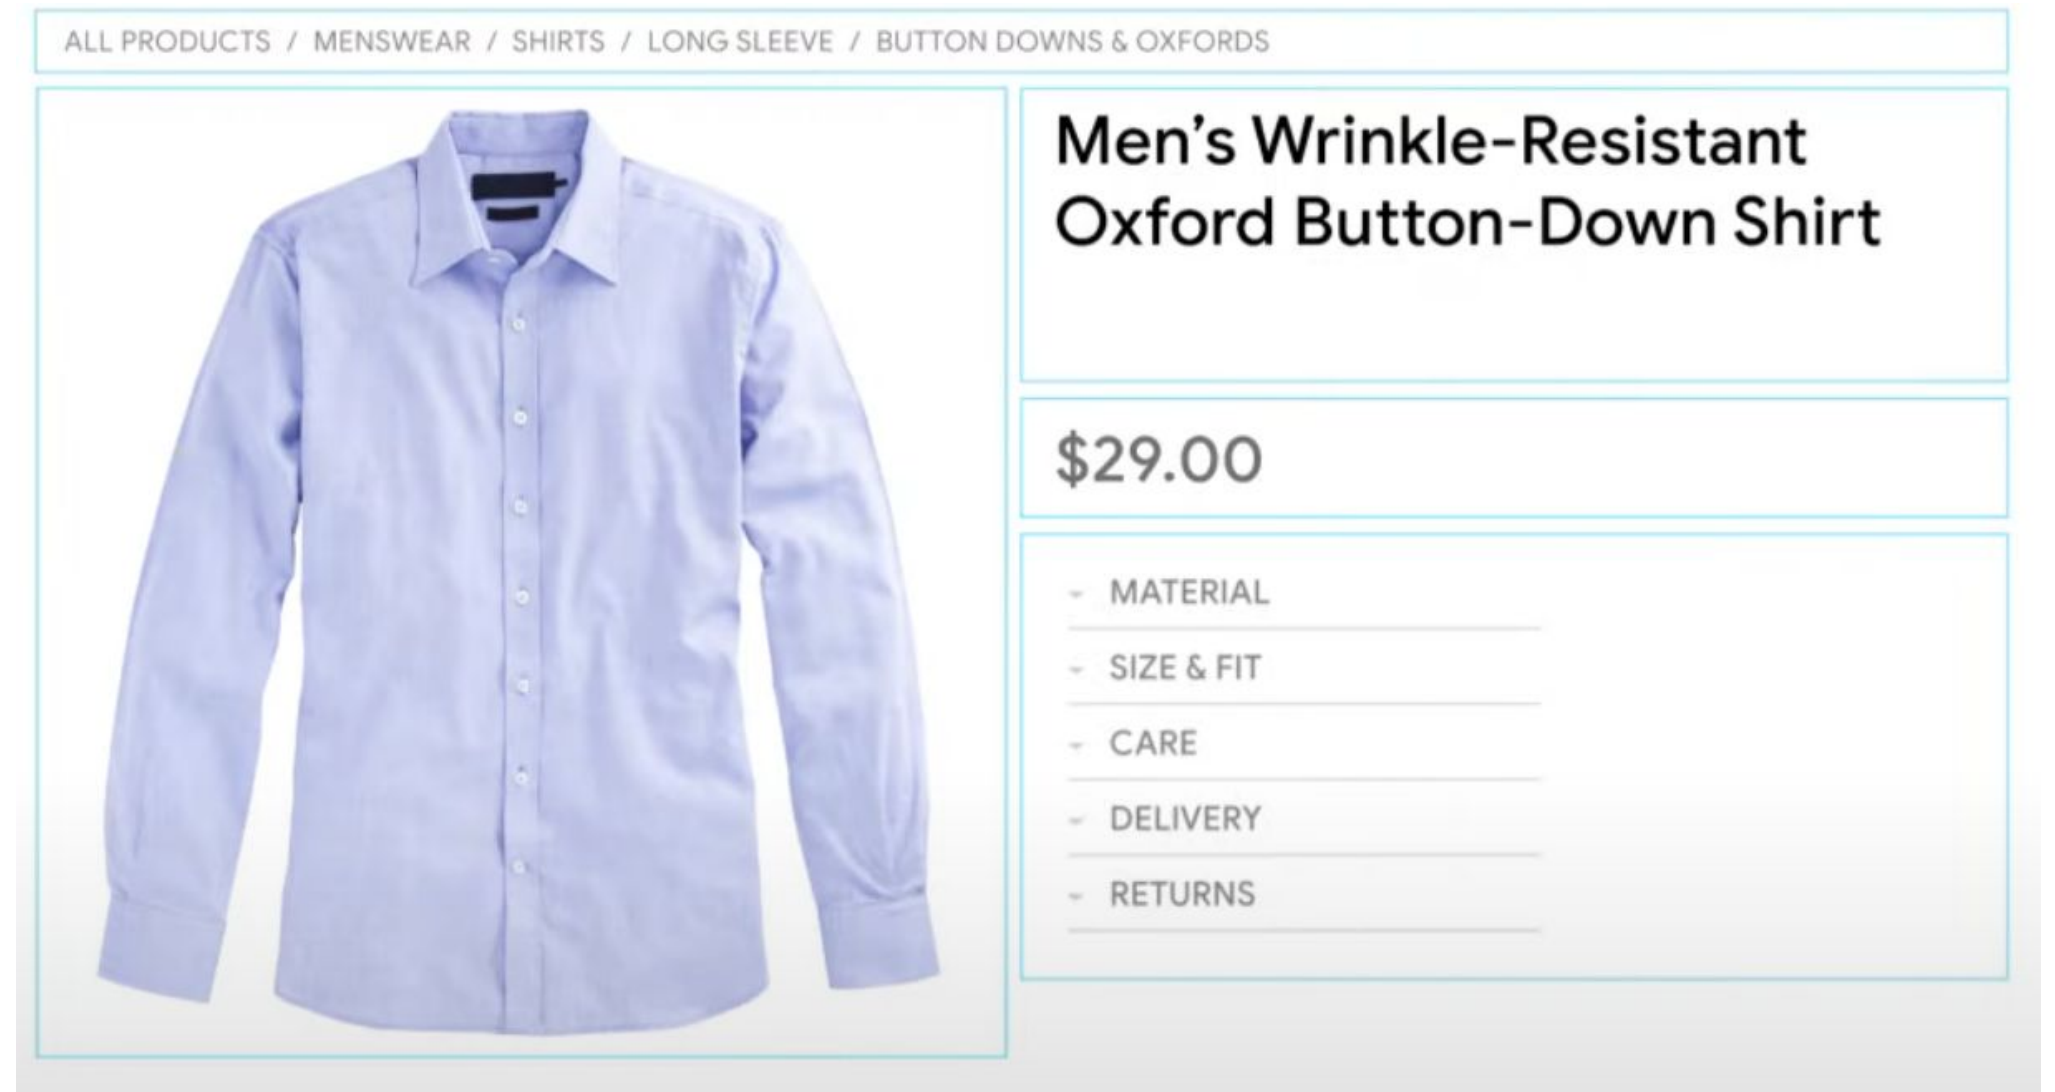 ALL PRODUCTS / MENSWEAR / SHIRTS / LONG SLEEVE / BUTTON DOWNS & OXFORDS
Men’s Wrinkle-Resistant
Oxford Button-Down Shirt
$29.00
MATERIAL
SIZE & FIT
CARE
DELIVERY
RETURNS